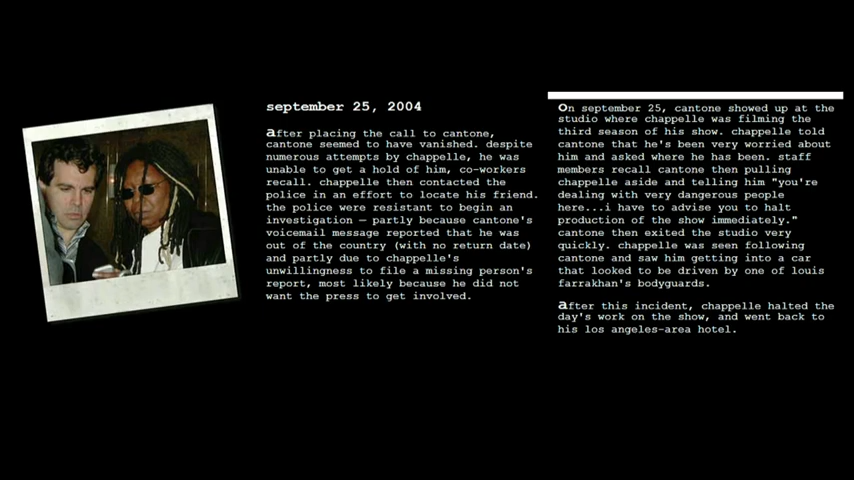 september 25, 2004
after placing the call to cantone,
cantone seemed to have vanished. despite
numerous attempts by chappelle, he was
unable to get a hold of him, co-workers
recall. chappelle then contacted the
police in an effort to locate his friend.
the police were resistant to begin an
investigation — partly because cantone's
voicemail message reported that he was
out of the country (with no return date)
and partly due to chappelle's
unwillingness to file a missing person's
report, most likely because he did not
want the press to get involved.
On september 25, cantone showed up at the
studio where chappelle was filming the
third season of his show. chappelle told
cantone that he's been very worried about
him and asked where he has been. staff
members recall cantone then pulling
chappelle aside and telling him "you're
dealing with very dangerous people
here...i have to advise you to halt
production of the show immediately."
cantone then exited the studio very
quickly. chappelle was seen following
cantone and saw him getting into a car
that looked to be driven by one of louis
farrakhan's bodyguards.
after this incident, chappelle halted the
day's work on the show, and went back to
his los angeles-area hotel.